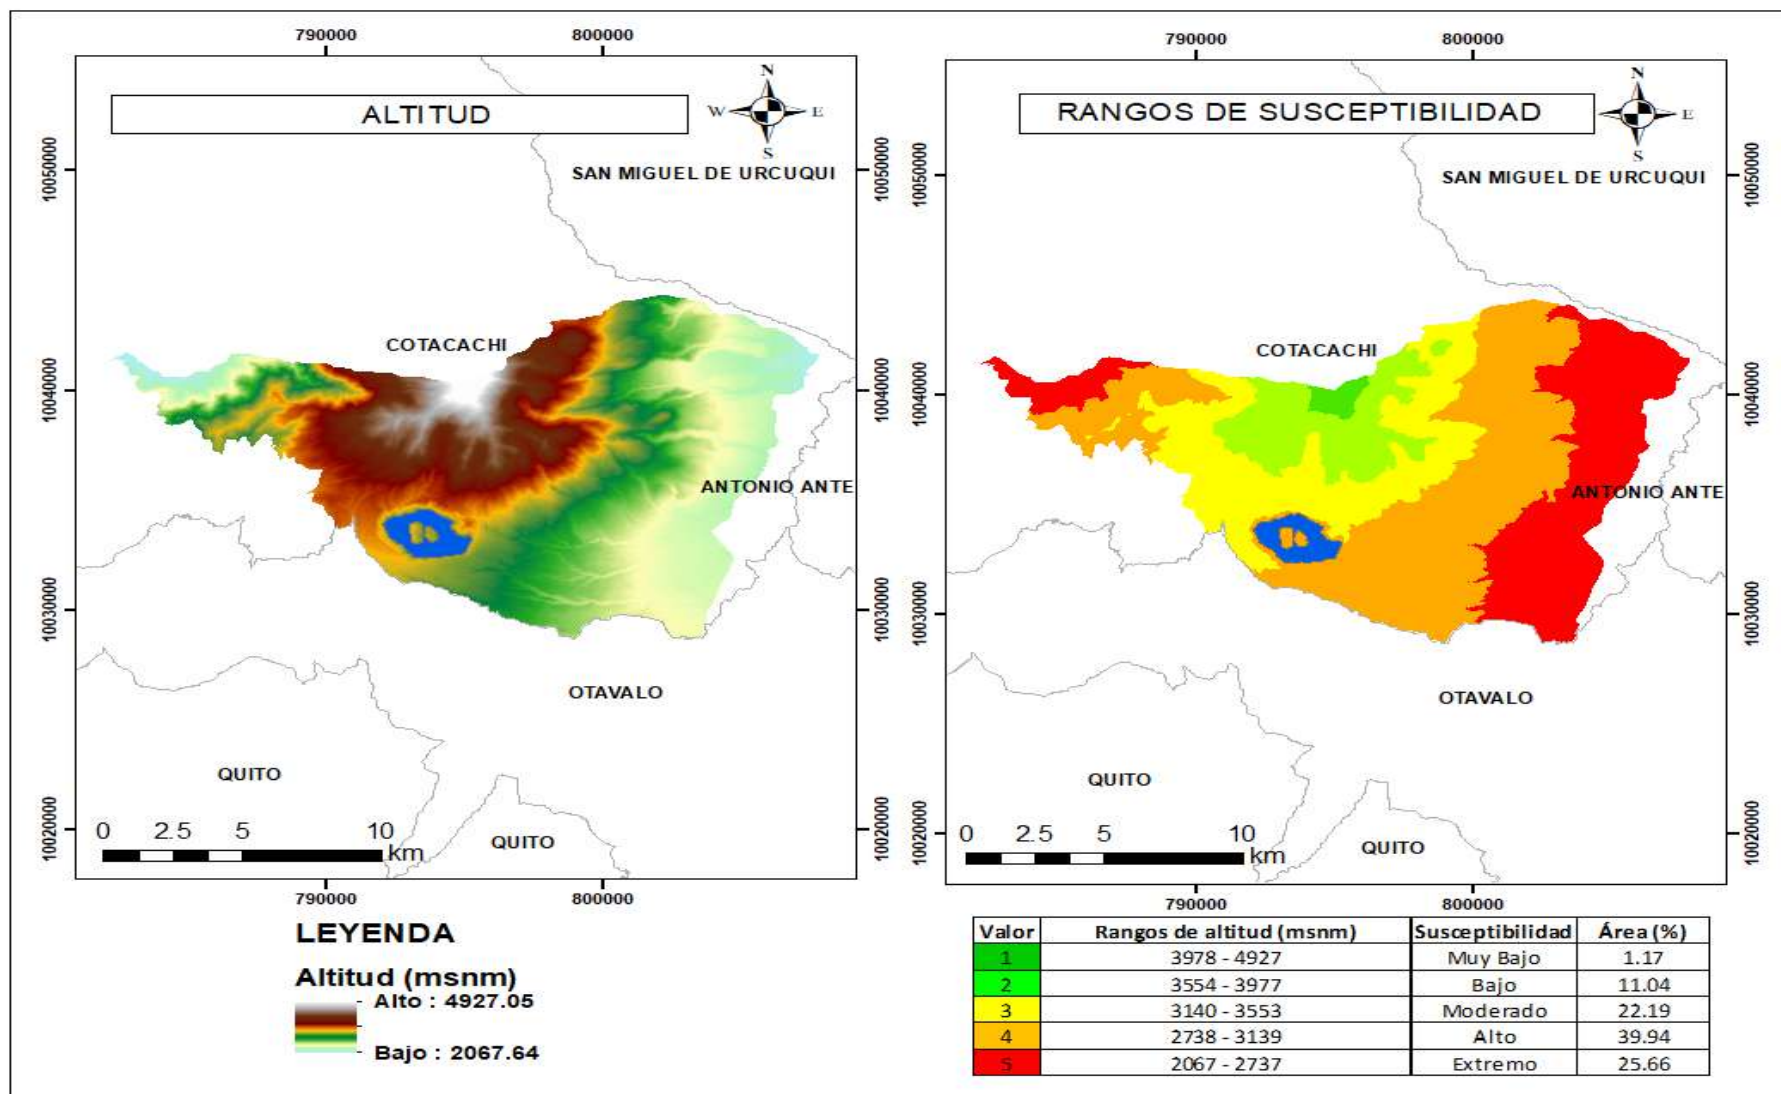 790000
800000
ALTITUD
N
W
E
S
10050000
10050000
SAN MIGUEL DE URCUQUI
COTACACHI
10040000
10040000
ANTONIO ANTE
10030000
10030000
OTAVALO
QUITO
10020000
10020000
0 2.5 5 10
km
QUITO
790000
800000
LEYENDA
Altitud (msnm)
Alto : 4927.05
Bajo : 2067.64
790000
800000
RANGOS DE SUSCEPTIBILIDAD
N
E
S
10050000
10050000
SAN MIGUEL DE URCUQUI
COTACACHI
10040000
10040000
ANTONIO ANTE
10030000
10030000
OTAVALO
QUITO
10020000
10020000
0 2.5 5 10
km
QUITO
790000
800000
Valor Rangos de altitud (msnm) Susceptibilidad Área (%)
1 3978 - 4927 Muy Bajo 1.17
2 3554 - 3977 Bajo 11.04
3 3140 - 3553 Moderado 22.19
4 2738 - 3139 Alto 39.94
5 2067 - 2737 Extremo 25.66